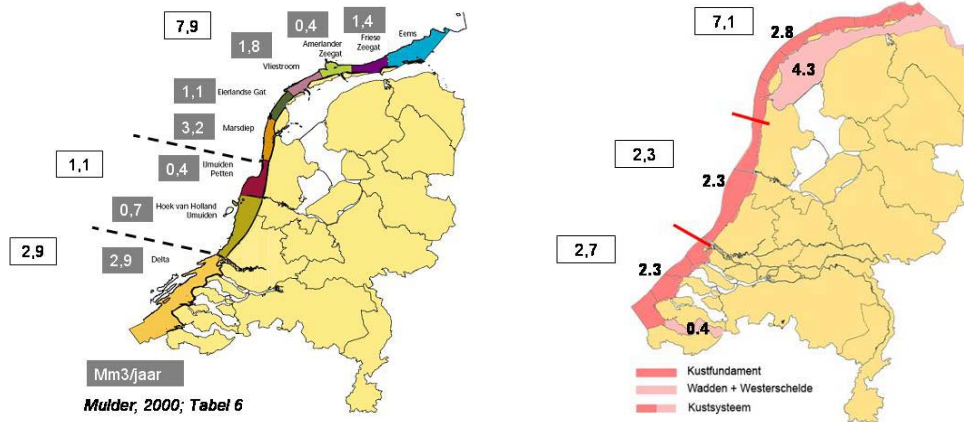 7,9
0,4
1,4
1,8
Amerlander
Zeegat
Friese
Zeegat
Eems
Vliestroom
1,1
Eierlandse Gat
3,2
Marsdiep
1,1
0,4
IJmuiden
Petten
0,7
Hoek van Holland
IJmuiden
2,9
2,9
Delta
Mm3/jaar
Mulder, 2000; Tabel 6
7,1
2.8
4.3
2,3
2.3
2,7
2.3
0.4
Kustfundament
Wadden + Westerschelde
Kustsysteem